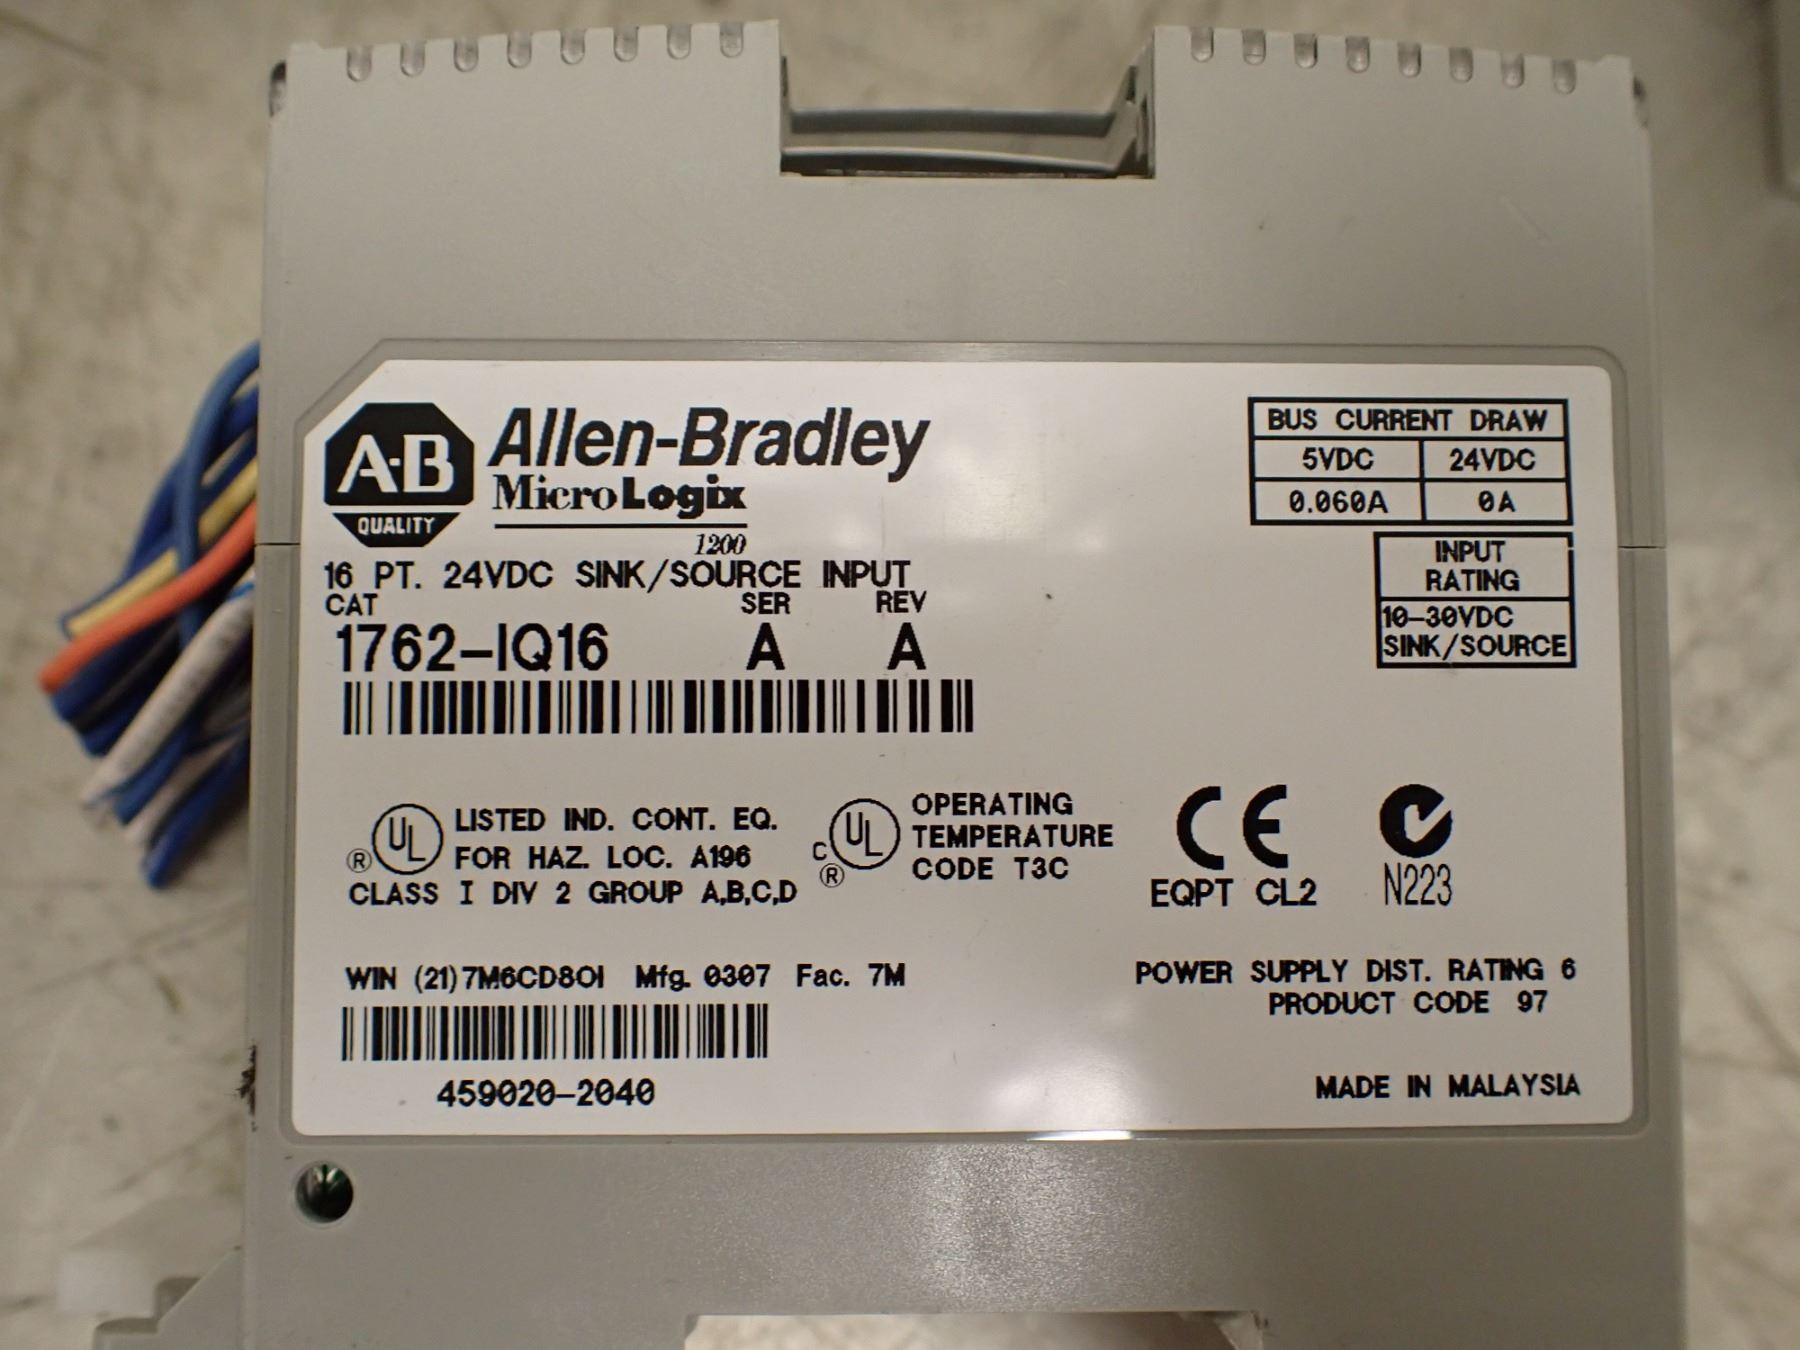 A-B Allen-Bradley
QUALITY MicroLogix
1200
16 PT. 24VDC SINK/SOURCE INPUT
CAT SER REV
1762-IQ16 A A
BUS CURRENT DRAW
5VDC 24VDC
0.060A 0A
INPUT
RATING
10-30VDC
SINK/SOURCE
UL LISTED IND. CONT. EQ.
® FOR HAZ. LOC. A196
CLASS I DIV 2 GROUP A,B,C,D
C UL ® OPERATING
TEMPERATURE
CODE T3C
CE
EQPT CL2
N223
WIN (21)7M6CD8OI Mfg. 0307 Fac. 7M
459020-2040
POWER SUPPLY DIST. RATING 6
PRODUCT CODE 97
MADE IN MALAYSIA